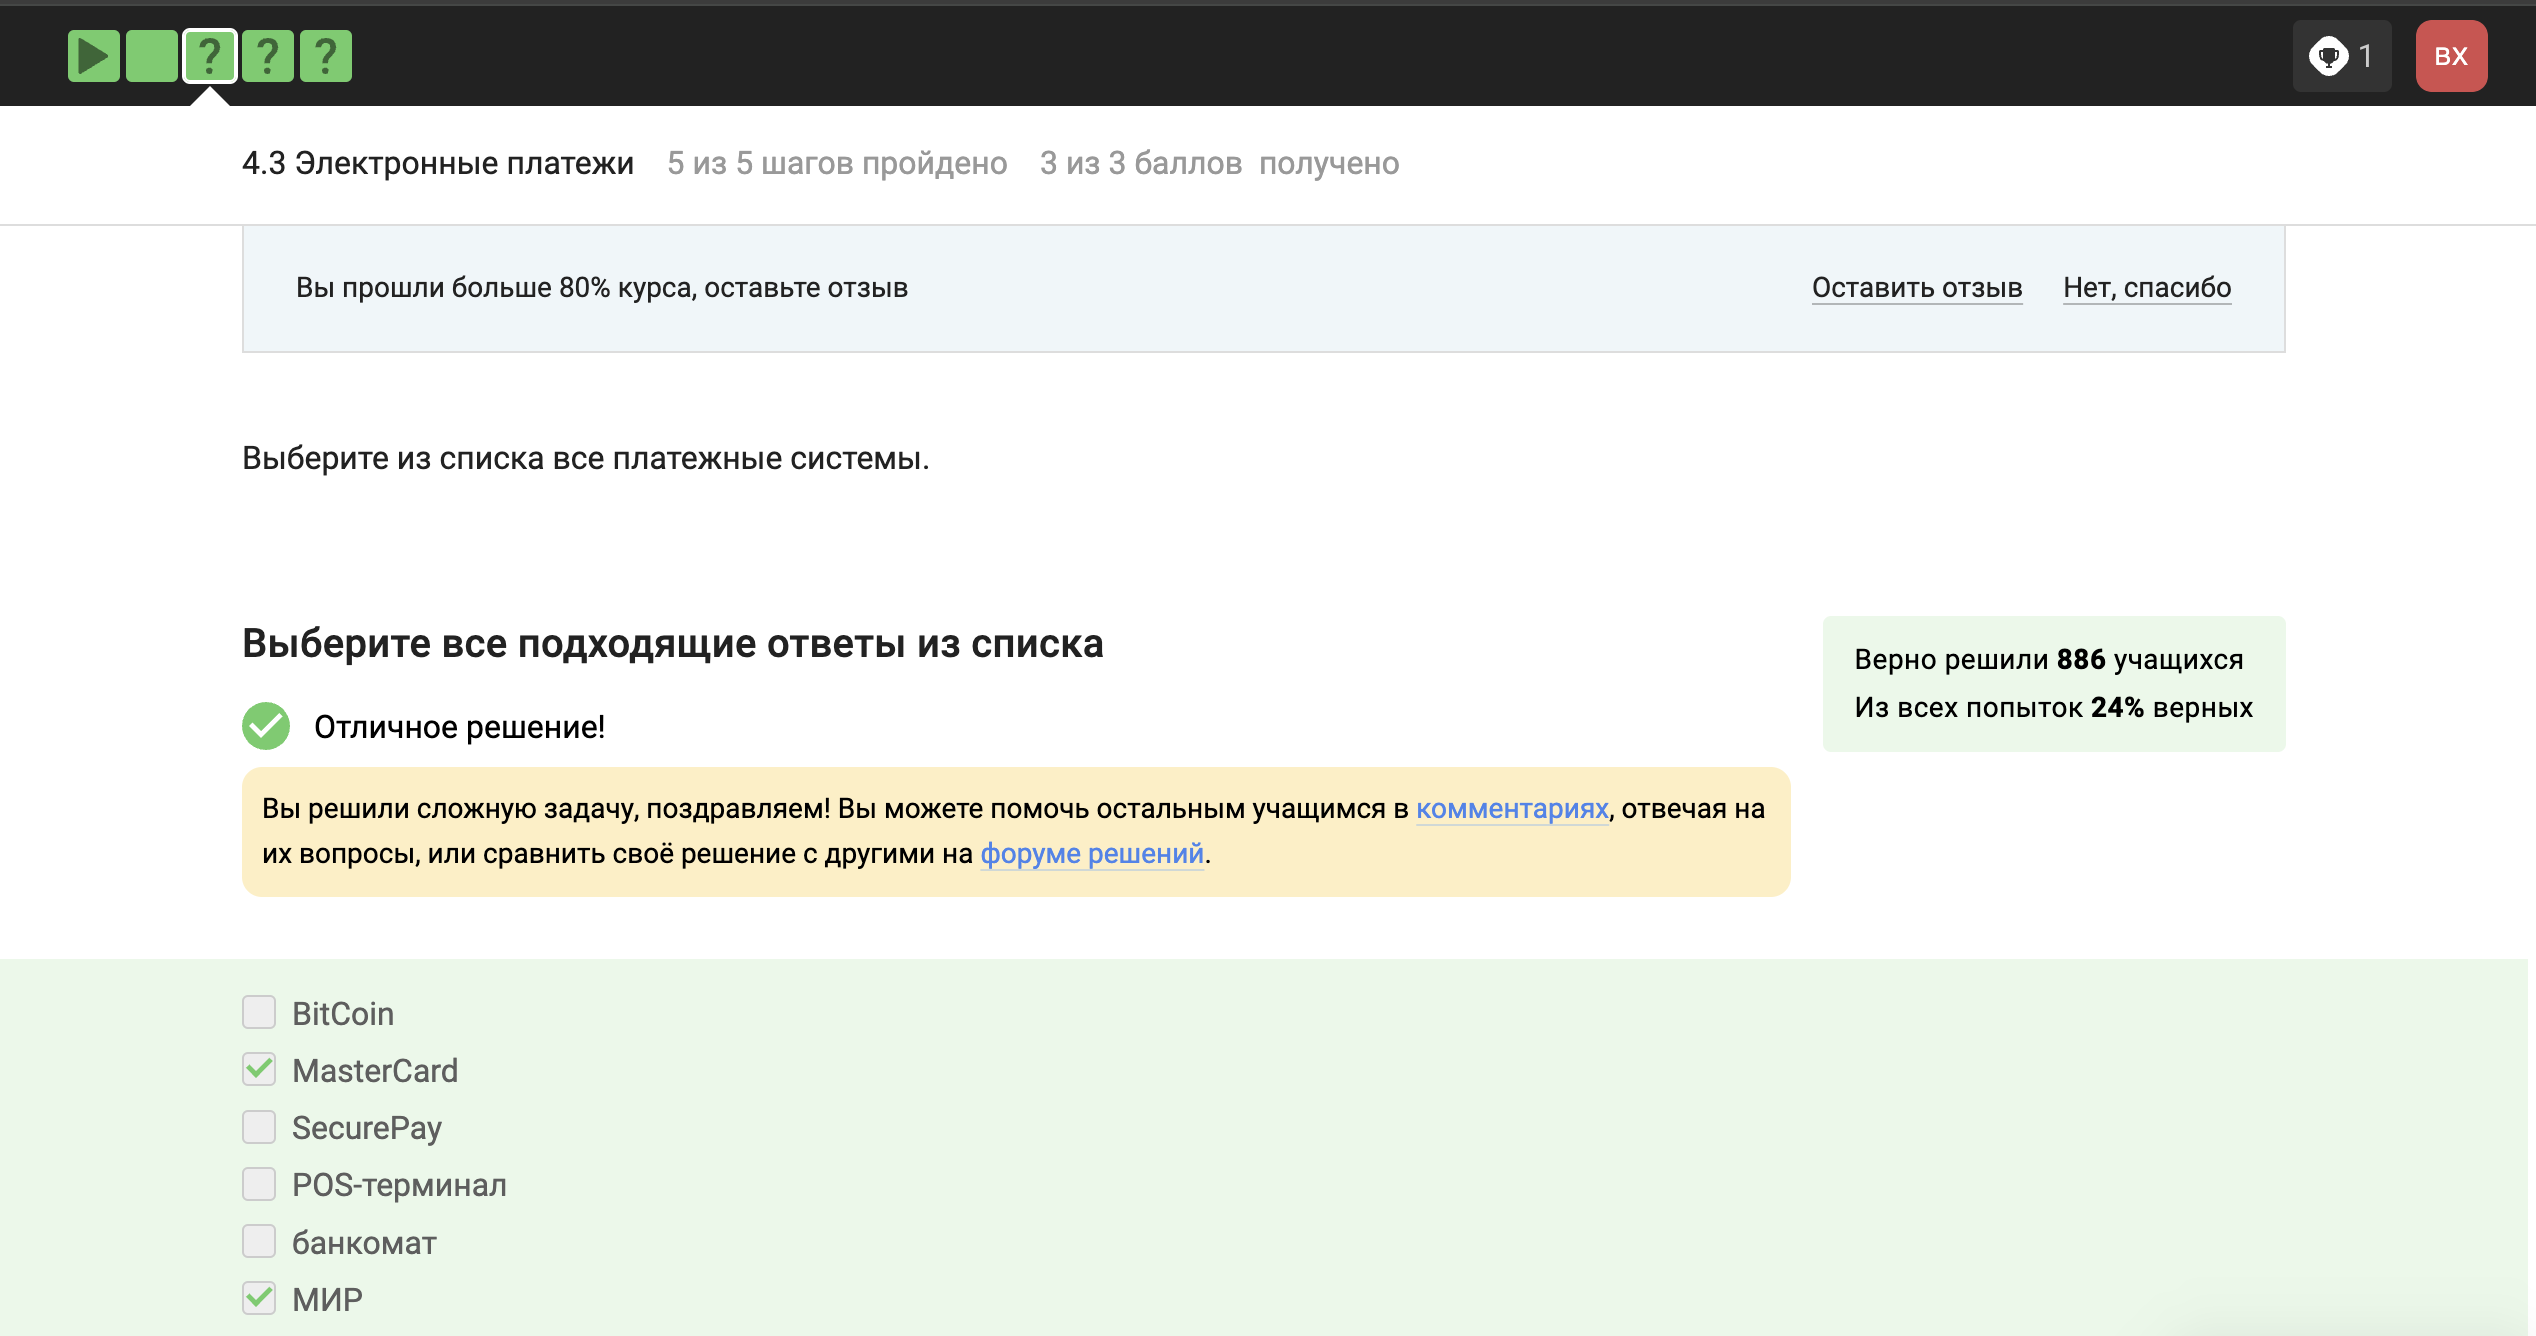 ? ? ?
1
ВХ
4.3 Электронные платежи 5 из 5 шагов пройдено 3 из 3 баллов получено
Вы прошли больше 80% курса, оставьте отзыв Оставить отзыв Нет, спасибо
Выберите из списка все платежные системы.
Выберите все подходящие ответы из списка
Верно решили 886 учащихся
Из всех попыток 24% верных
Отличное решение!
Вы решили сложную задачу, поздравляем! Вы можете помочь остальным учащимся в комментариях, отвечая на
их вопросы, или сравнить своё решение с другими на форуме решений.
BitCoin
MasterCard
SecurePay
POS-терминал
банкомат
МИР